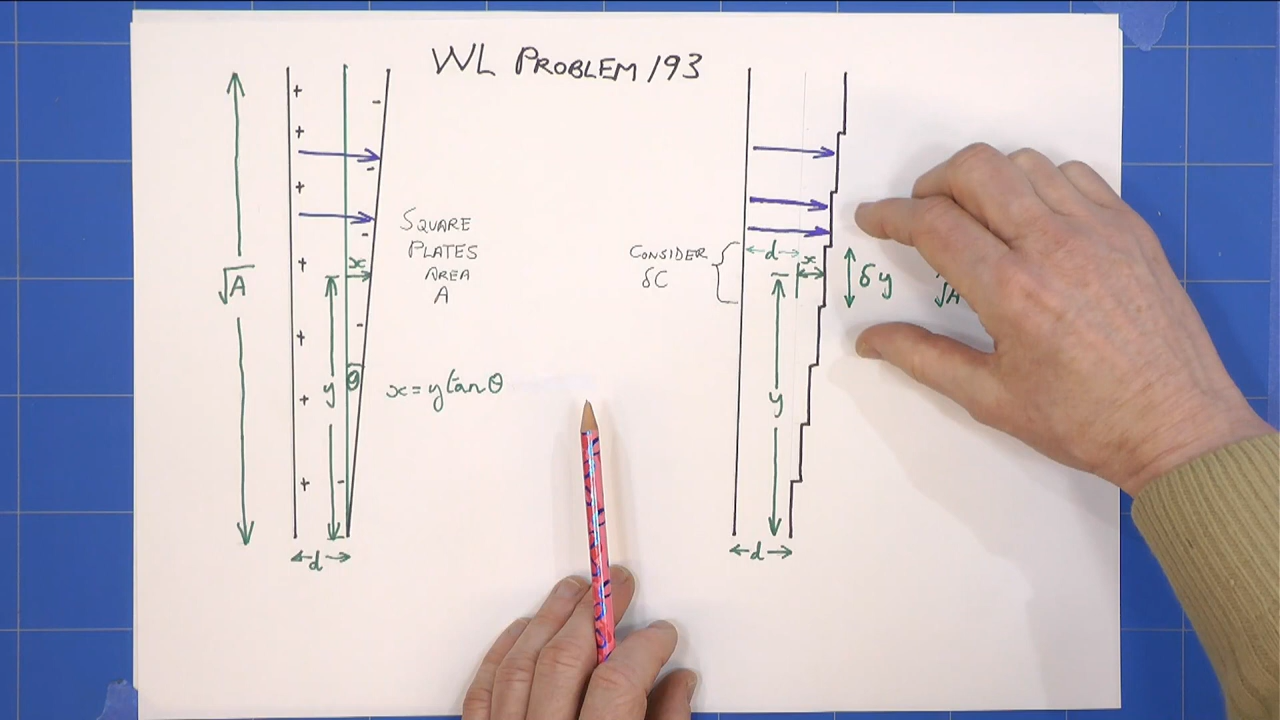 WL PROBLEM 193
+
-
+
-
+
-
+
x
√A
SQUARE
PLATES
AREA
A
+
-
θ
y
x = y tan θ
+
+
-
d
CONSIDER
δC
d
x
δy
√A
y
d